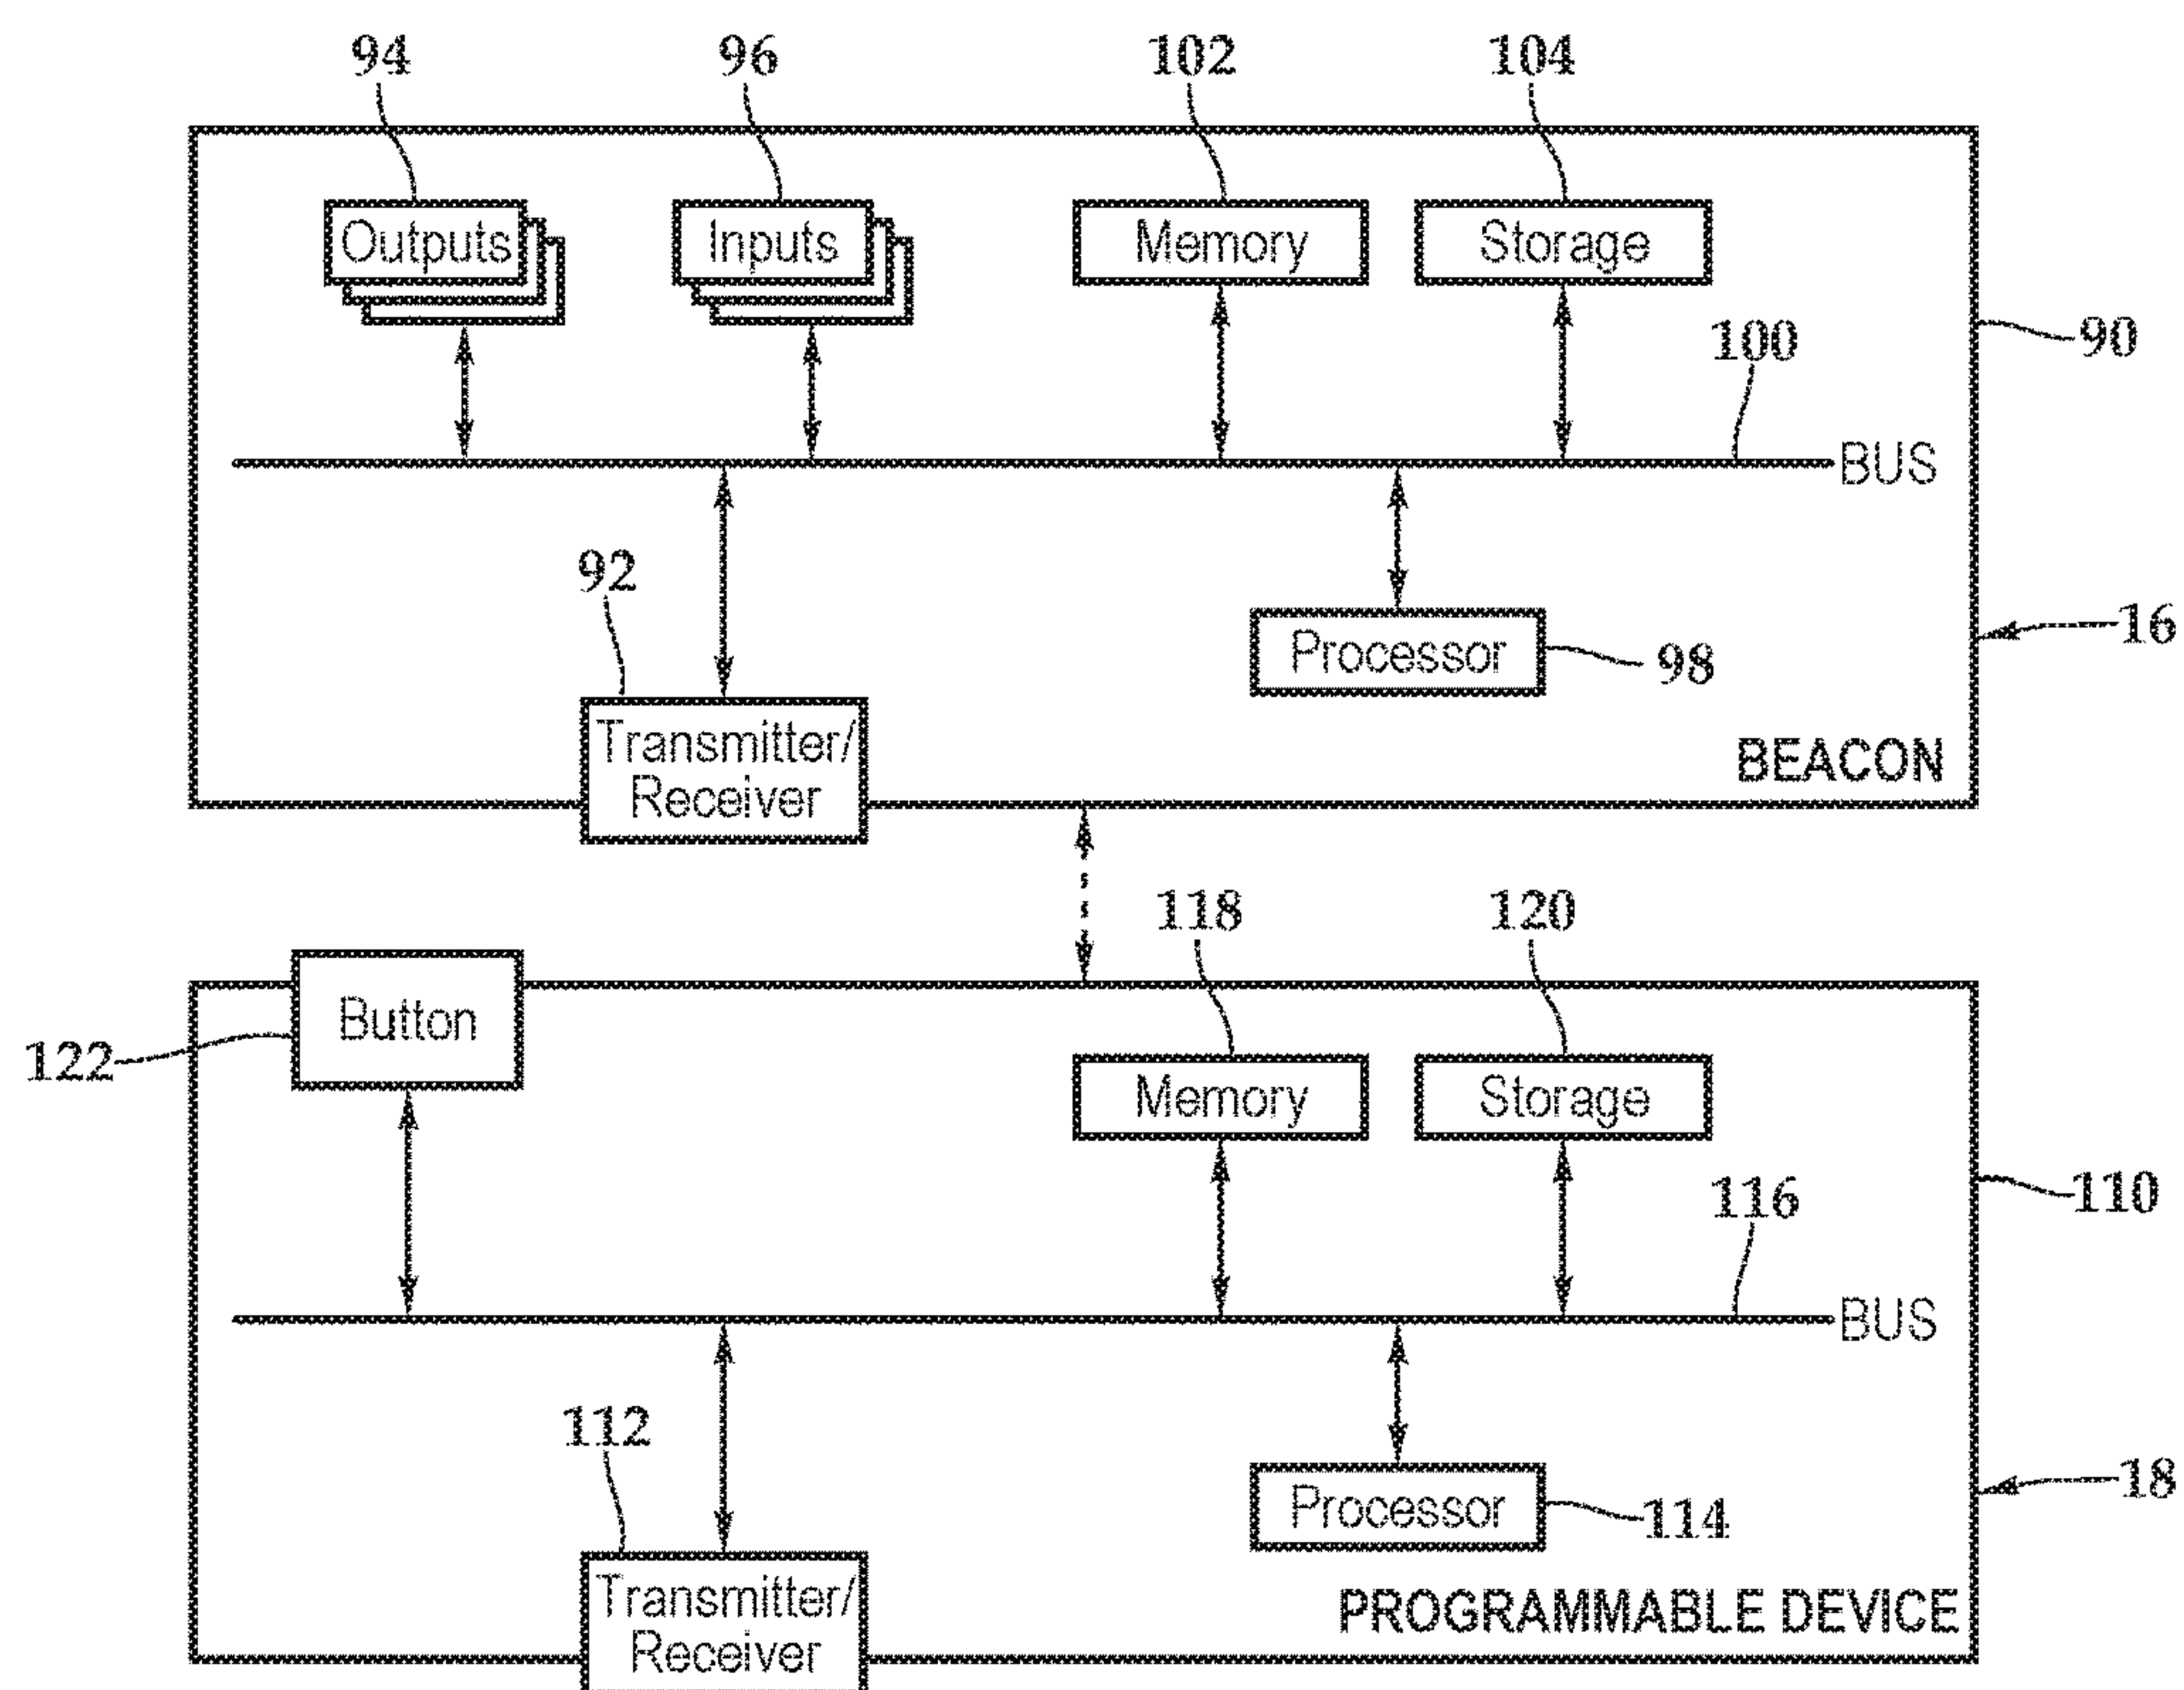 94
96
102
104
Outputs
Inputs
Memory
Storage
100
90
BUS
92
16
Processor
98
Transmitter/
Receiver
BEACON
118
120
Button
122
Memory
Storage
116
110
BUS
112
18
Processor
114
Transmitter/
Receiver
PROGRAMMABLE DEVICE